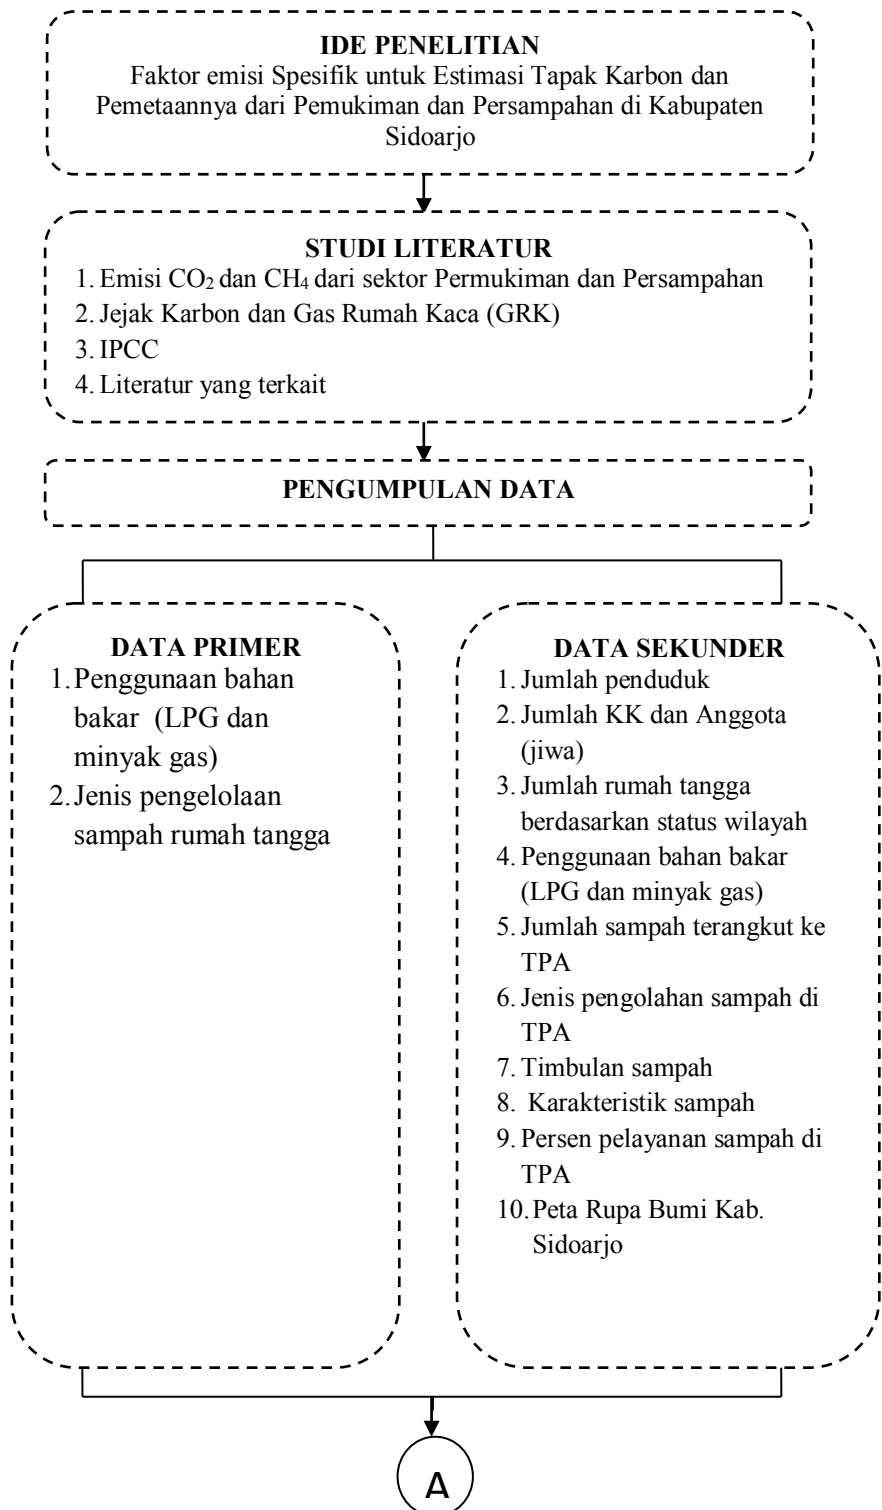 IDE PENELITIAN
Faktor emisi Spesifik untuk Estimasi Tapak Karbon dan
Pemetaannya dari Pemukiman dan Persampahan di Kabupaten
Sidoarjo
STUDI LITERATUR
1. Emisi CO₂ dan CH₄ dari sektor Permukiman dan Persampahan
2. Jejak Karbon dan Gas Rumah Kaca (GRK)
3. IPCC
4. Literatur yang terkait
PENGUMPULAN DATA
DATA PRIMER
1. Penggunaan bahan
bakar (LPG dan
minyak gas)
2. Jenis pengelolaan
sampah rumah tangga
DATA SEKUNDER
1. Jumlah penduduk
2. Jumlah KK dan Anggota
(jiwa)
3. Jumlah rumah tangga
berdasarkan status wilayah
4. Penggunaan bahan bakar
(LPG dan minyak gas)
5. Jumlah sampah terangkut ke
TPA
6. Jenis pengolahan sampah di
TPA
7. Timbulan sampah
8. Karakteristik sampah
9. Persen pelayanan sampah di
TPA
10. Peta Rupa Bumi Kab.
Sidoarjo
A